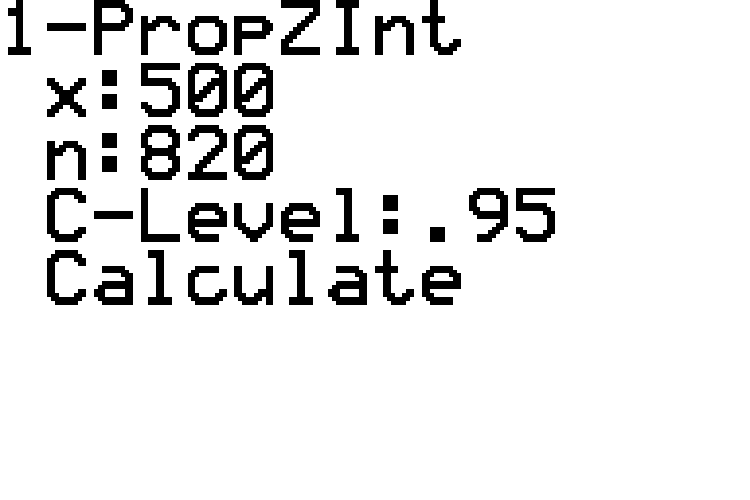 1-PropZInt
x:500
n:820
C-Level:.95
Calculate